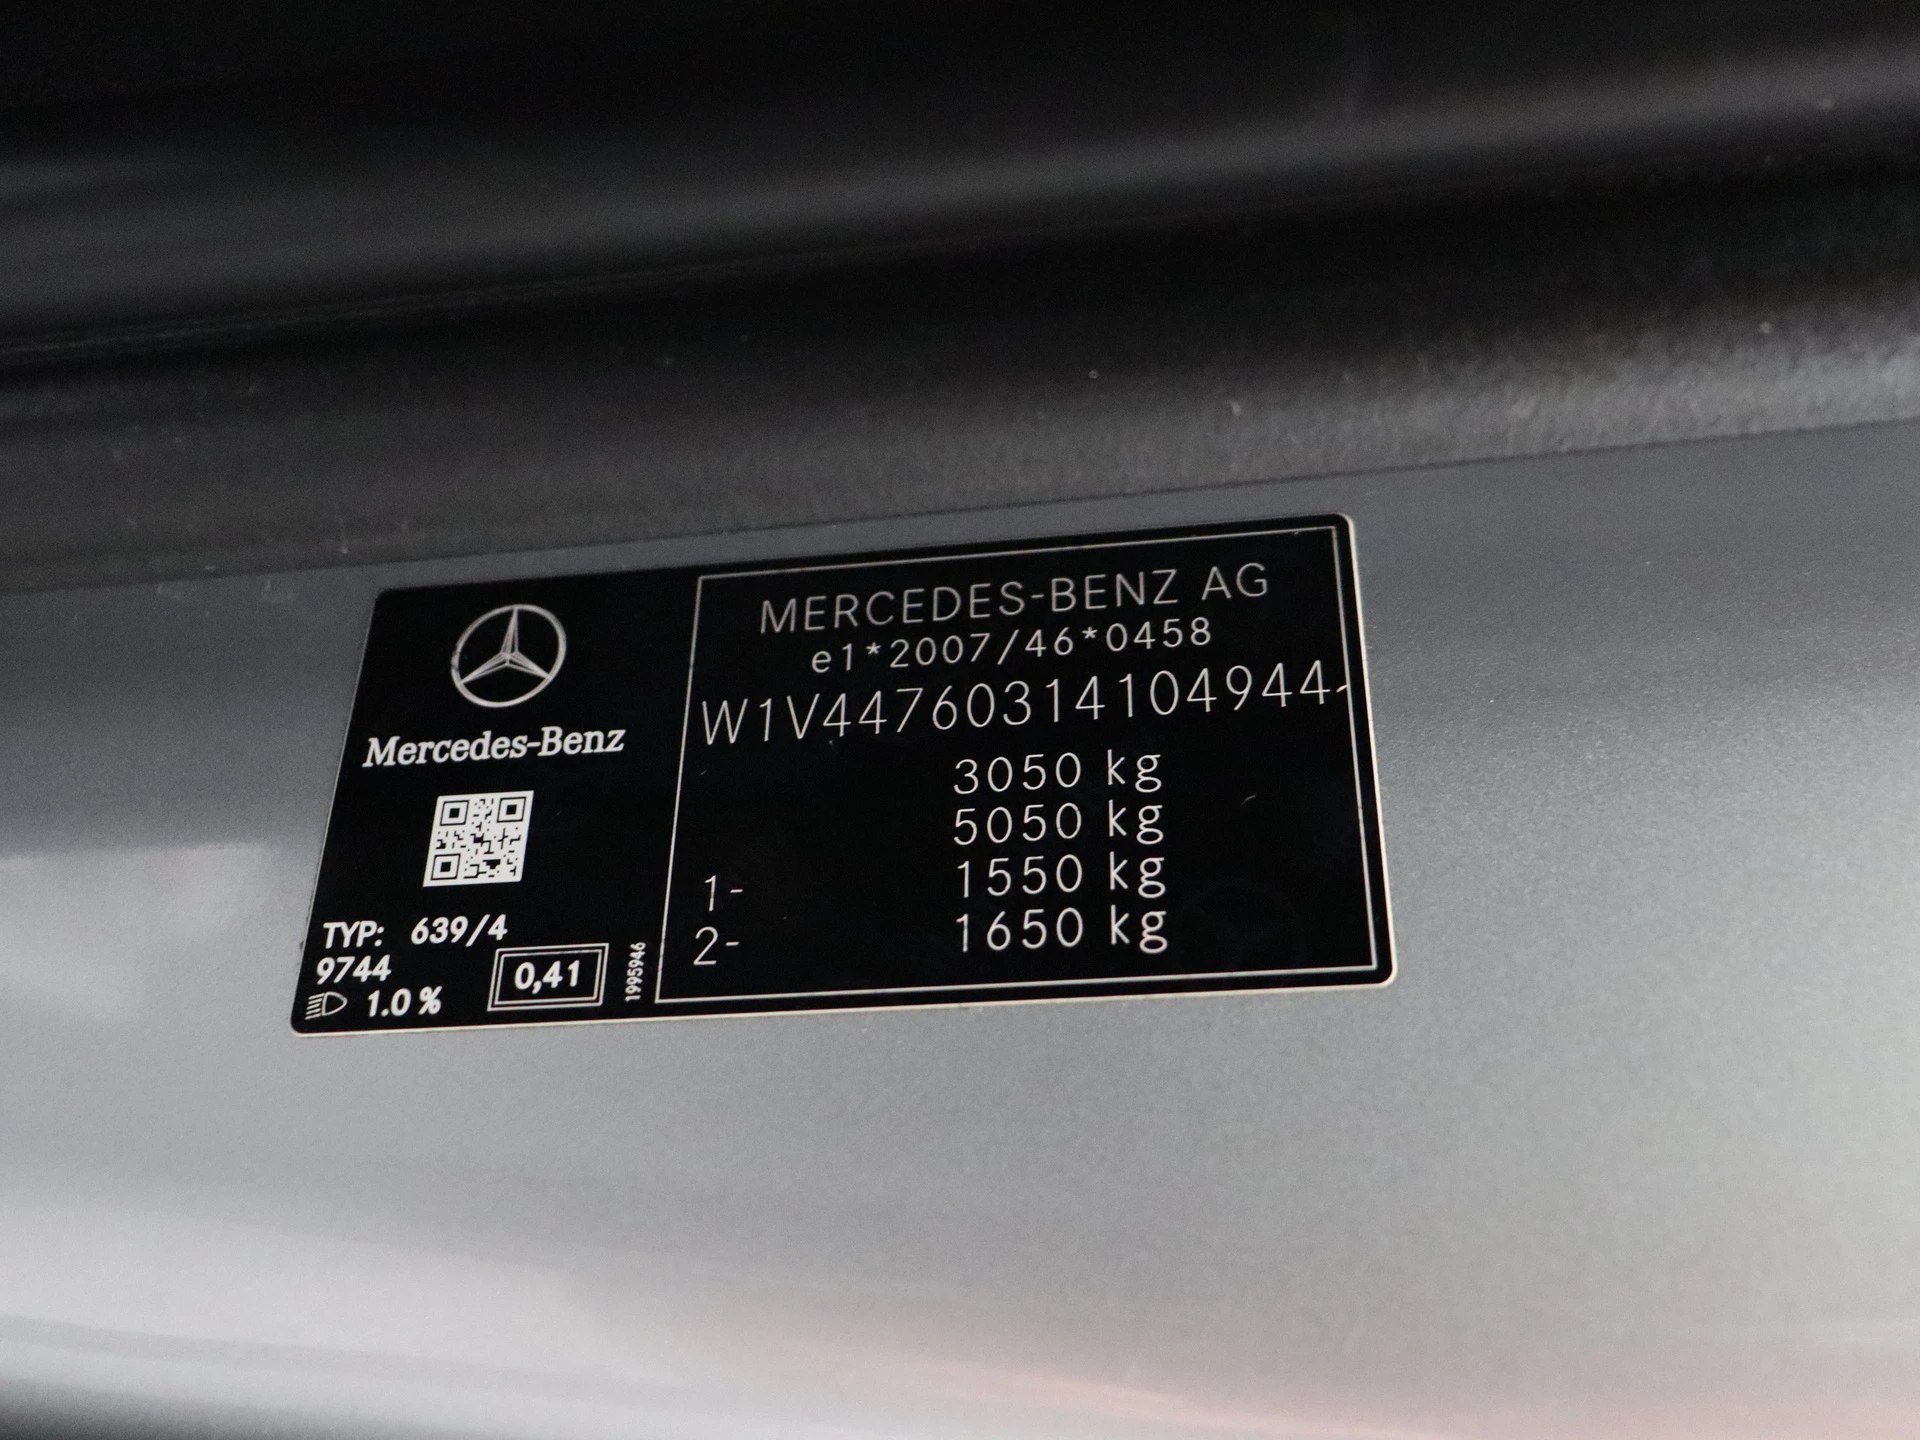 Mercedes-Benz
TYP: 639/4
9744
1.0 %
0,41
1995946
MERCEDES-BENZ AG
e1*2007/46*0458
W1V44760314104944-
3050 kg
5050 kg
1- 1550 kg
2- 1650 kg